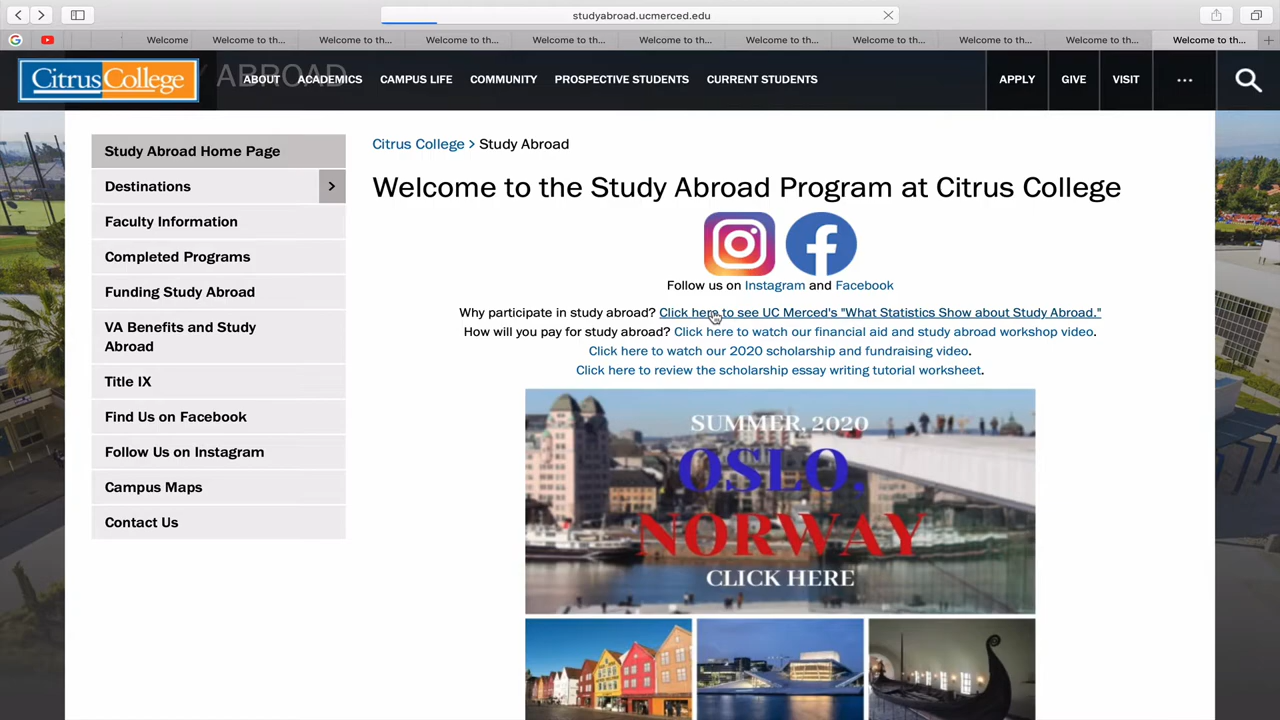 studyabroad.ucmerced.edu
Welcome
Welcome to th...
Welcome to th...
Welcome to th...
Welcome to th...
Welcome to th...
Welcome to th...
Welcome to th...
Welcome to th...
Welcome to th...
Welcome to th...
Citrus College
ABROAD
ABOUT
ACADEMICS
CAMPUS LIFE
COMMUNITY
PROSPECTIVE STUDENTS
CURRENT STUDENTS
APPLY
GIVE
VISIT
...
Study Abroad Home Page
Destinations
Faculty Information
Completed Programs
Funding Study Abroad
VA Benefits and Study
Abroad
Title IX
Find Us on Facebook
Follow Us on Instagram
Campus Maps
Contact Us
Citrus College > Study Abroad
Welcome to the Study Abroad Program at Citrus College
Follow us on Instagram and Facebook
Why participate in study abroad? Click here to see UC Merced's "What Statistics Show about Study Abroad."
How will you pay for study abroad? Click here to watch our financial aid and study abroad workshop video.
Click here to watch our 2020 scholarship and fundraising video.
Click here to review the scholarship essay writing tutorial worksheet.
SUMMER, 2020
OSLO,
NORWAY
CLICK HERE